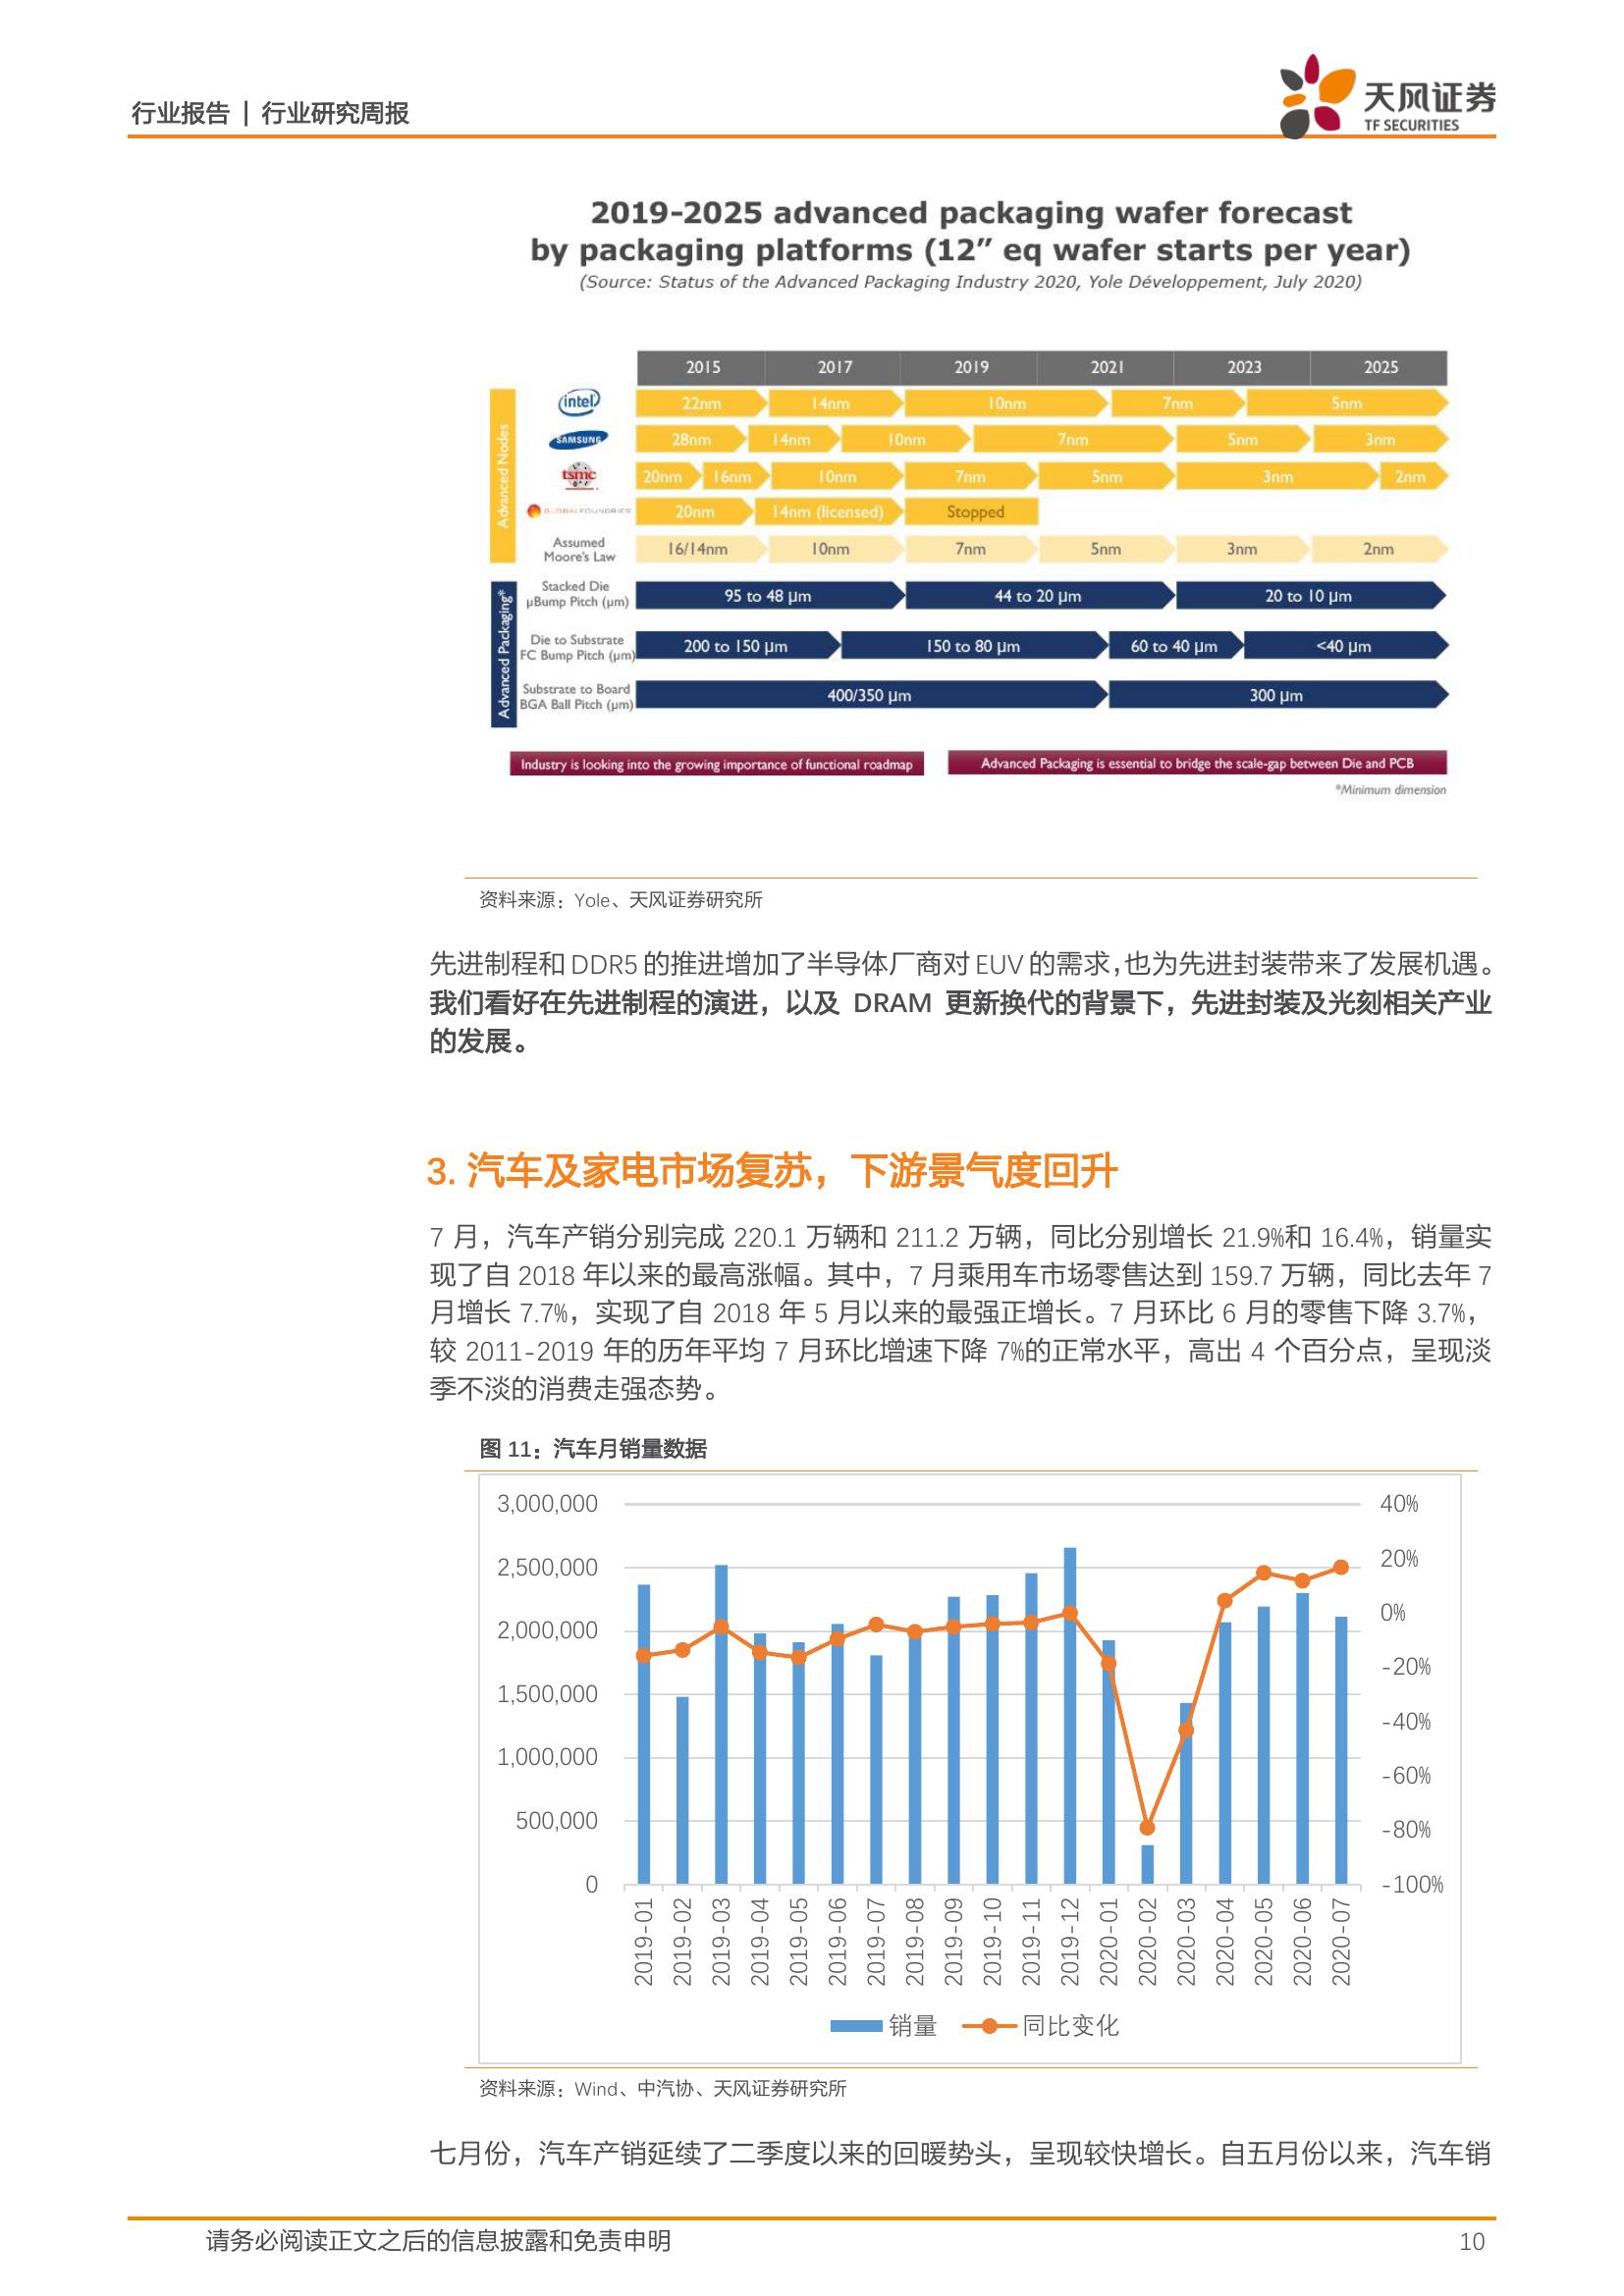 行业报告 | 行业研究周报
天风证券
TF SECURITIES
2019-2025 advanced packaging wafer forecast
by packaging platforms (12” eq wafer starts per year)
(Source: Status of the Advanced Packaging Industry 2020, Yole Développement, July 2020)
2015 2017 2019 2021 2023 2025
Advanced Nodes
intel 22nm 14nm 10nm 7nm 5nm
SAMSUNG 28nm 14nm 10nm 7nm 5nm 3nm
tsmc 20nm 16nm 10nm 7nm 5nm 3nm 2nm
GLOBALFOUNDRIES 20nm 14nm (licensed) Stopped
Assumed
Moore's Law 16/14nm 10nm 7nm 5nm 3nm 2nm
Advanced Packaging*
Stacked Die
μBump Pitch (μm) 95 to 48 μm 44 to 20 μm 20 to 10 μm
Die to Substrate
FC Bump Pitch (μm) 200 to 150 μm 150 to 80 μm 60 to 40 μm <40 μm
Substrate to Board
BGA Ball Pitch (μm) 400/350 μm 300 μm
Industry is looking into the growing importance of functional roadmap
Advanced Packaging is essential to bridge the scale-gap between Die and PCB
*Minimum dimension
资料来源：Yole、天风证券研究所
先进制程和 DDR5 的推进增加了半导体厂商对 EUV 的需求，也为先进封装带来了发展机遇。
我们看好在先进制程的演进，以及 DRAM 更新换代的背景下，先进封装及光刻相关产业
的发展。
3. 汽车及家电市场复苏，下游景气度回升
7 月，汽车产销分别完成 220.1 万辆和 211.2 万辆，同比分别增长 21.9%和 16.4%，销量实
现了自 2018 年以来的最高涨幅。其中，7 月乘用车市场零售达到 159.7 万辆，同比去年 7
月增长 7.7%，实现了自 2018 年 5 月以来的最强正增长。7 月环比 6 月的零售下降 3.7%，
较 2011-2019 年的历年平均 7 月环比增速下降 7%的正常水平，高出 4 个百分点，呈现淡
季不淡的消费走强态势。
图 11：汽车月销量数据
3,000,000
2,500,000
2,000,000
1,500,000
1,000,000
500,000
0
40%
20%
0%
-20%
-40%
-60%
-80%
-100%
2019-01
2019-02
2019-03
2019-04
2019-05
2019-06
2019-07
2019-08
2019-09
2019-10
2019-11
2019-12
2020-01
2020-02
2020-03
2020-04
2020-05
2020-06
2020-07
销量 同比变化
资料来源：Wind、中汽协、天风证券研究所
七月份，汽车产销延续了二季度以来的回暖势头，呈现较快增长。自五月份以来，汽车销
请务必阅读正文之后的信息披露和免责申明 10